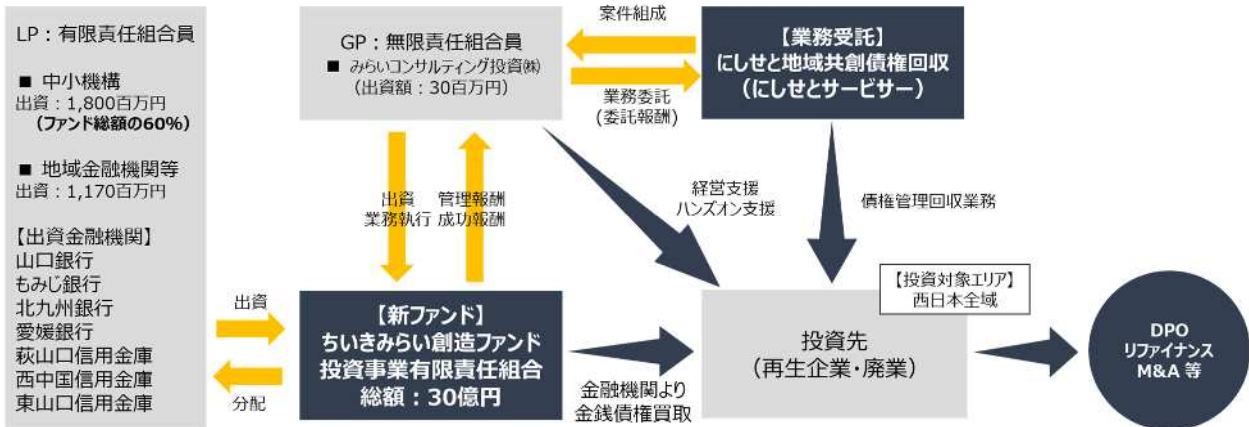 LP：有限責任組合員
■ 中小機構
出資：1,800百万円
（ファンド総額の60%）
■ 地域金融機関等
出資：1,170百万円
【出資金融機関】
山口銀行
もみじ銀行
北九州銀行
愛媛銀行
萩山口信用金庫
西中国信用金庫
東山口信用金庫
出資
分配
GP：無限責任組合員
■ みらいコンサルティング投資㈱
（出資額：30百万円）
案件組成
業務委託
(委託報酬)
【業務受託】
にしせと地域共創債権回収
（にしせとサービサー）
出資
業務執行
管理報酬
成功報酬
経営支援
ハンズオン支援
債権管理回収業務
【新ファンド】
ちいきみらい創造ファンド
投資事業有限責任組合
総額：30億円
金融機関より
金銭債権買取
【投資対象エリア】
西日本全域
投資先
（再生企業・廃業）
DPO
リファイナンス
M&A 等